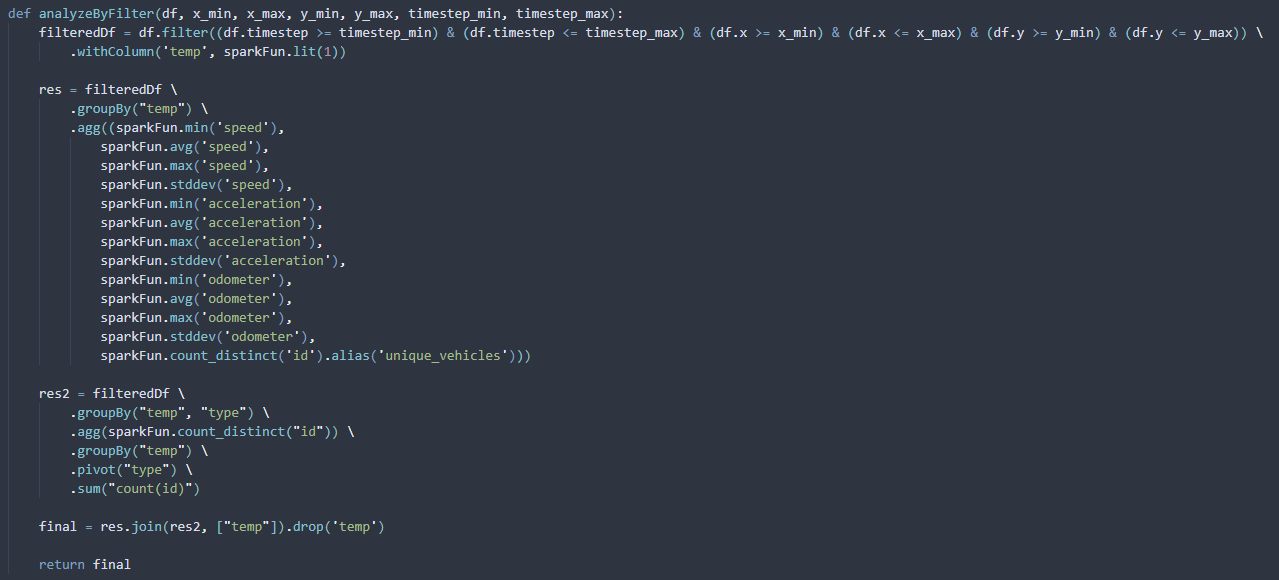 def analyzeByFilter(df, x_min, x_max, y_min, y_max, timestep_min, timestep_max):
    filteredDf = df.filter((df.timestep >= timestep_min) & (df.timestep <= timestep_max) & (df.x >= x_min) & (df.x <= x_max) & (df.y >= y_min) & (df.y <= y_max)) \
        .withColumn('temp', sparkFun.lit(1))

    res = filteredDf \
        .groupBy("temp") \
        .agg((sparkFun.min('speed'),
            sparkFun.avg('speed'),
            sparkFun.max('speed'),
            sparkFun.stddev('speed'),
            sparkFun.min('acceleration'),
            sparkFun.avg('acceleration'),
            sparkFun.max('acceleration'),
            sparkFun.stddev('acceleration'),
            sparkFun.min('odometer'),
            sparkFun.avg('odometer'),
            sparkFun.max('odometer'),
            sparkFun.stddev('odometer'),
            sparkFun.count_distinct('id').alias('unique_vehicles')))

    res2 = filteredDf \
        .groupBy("temp", "type") \
        .agg(sparkFun.count_distinct("id")) \
        .groupBy("temp") \
        .pivot("type") \
        .sum("count(id)")

    final = res.join(res2, ["temp"]).drop('temp')

    return final